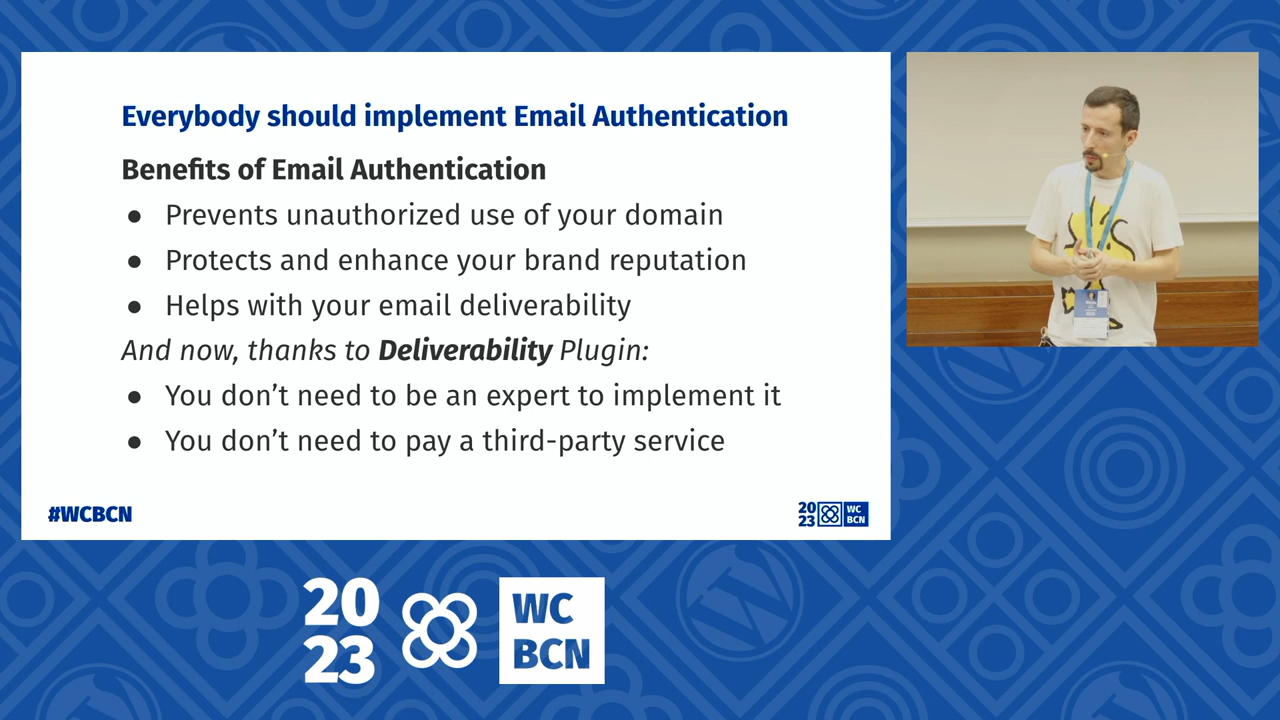 Everybody should implement Email Authentication
Benefits of Email Authentication
● Prevents unauthorized use of your domain
● Protects and enhance your brand reputation
● Helps with your email deliverability
And now, thanks to Deliverability Plugin:
● You don’t need to be an expert to implement it
● You don’t need to pay a third-party service
#WCBCN
20
23
WC
BCN
20
23
WC
BCN